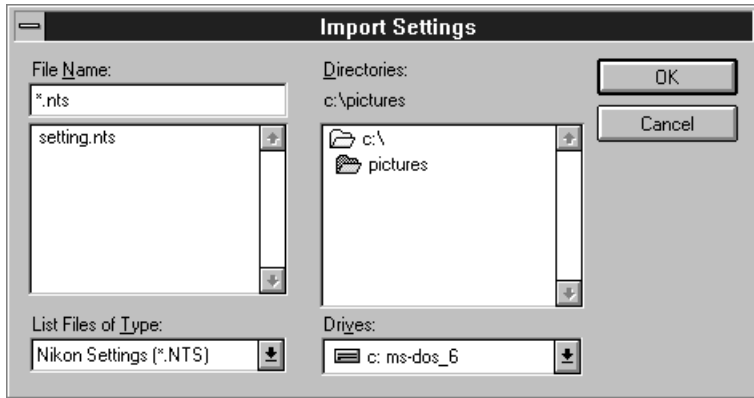 Import Settings
File Name:
*.nts
setting.nts
List Files of Type:
Nikon Settings (*.NTS)
Directories:
c:\pictures
c:\
pictures
Drives:
c: ms-dos_6
OK
Cancel